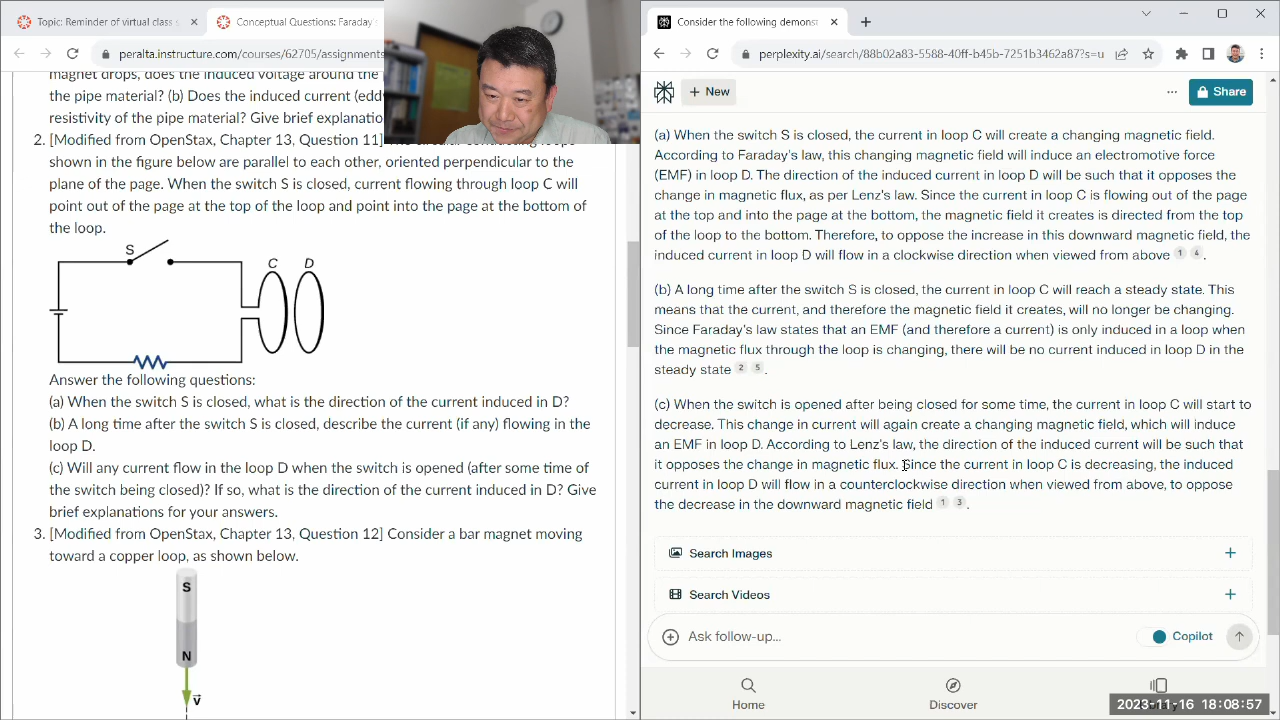 Topic: Reminder of virtual class s
Conceptual Questions: Faraday
peralta.instructure.com/courses/62705/assignments
magnet drops, does the induced voltage around the
the pipe material? (b) Does the induced current (edd
resistivity of the pipe material? Give brief explanatio
2. [Modified from OpenStax, Chapter 13, Question 11]
shown in the figure below are parallel to each other, oriented perpendicular to the
plane of the page. When the switch S is closed, current flowing through loop C will
point out of the page at the top of the loop and point into the page at the bottom of
the loop.
S
C D
Answer the following questions:
(a) When the switch S is closed, what is the direction of the current induced in D?
(b) A long time after the switch S is closed, describe the current (if any) flowing in the
loop D.
(c) Will any current flow in the loop D when the switch is opened (after some time of
the switch being closed)? If so, what is the direction of the current induced in D? Give
brief explanations for your answers.
3. [Modified from OpenStax, Chapter 13, Question 12] Consider a bar magnet moving
toward a copper loop, as shown below.
S
N
v
Consider the following demons
perplexity.ai/search/88b02a83-5588-40ff-b45b-7251b3462a87?s=u
New
Share
(a) When the switch S is closed, the current in loop C will create a changing magnetic field.
According to Faraday's law, this changing magnetic field will induce an electromotive force
(EMF) in loop D. The direction of the induced current in loop D will be such that it opposes the
change in magnetic flux, as per Lenz's law. Since the current in loop C is flowing out of the page
at the top and into the page at the bottom, the magnetic field it creates is directed from the top
of the loop to the bottom. Therefore, to oppose the increase in this downward magnetic field, the
induced current in loop D will flow in a clockwise direction when viewed from above 1 4 .
(b) A long time after the switch S is closed, the current in loop C will reach a steady state. This
means that the current, and therefore the magnetic field it creates, will no longer be changing.
Since Faraday's law states that an EMF (and therefore a current) is only induced in a loop when
the magnetic flux through the loop is changing, there will be no current induced in loop D in the
steady state 2 5 .
(c) When the switch is opened after being closed for some time, the current in loop C will start to
decrease. This change in current will again create a changing magnetic field, which will induce
an EMF in loop D. According to Lenz's law, the direction of the induced current will be such that
it opposes the change in magnetic flux. Since the current in loop C is decreasing, the induced
current in loop D will flow in a counterclockwise direction when viewed from above, to oppose
the decrease in the downward magnetic field 1 3 .
Search Images
Search Videos
Ask follow-up...
Copilot
Home
Discover
2023-11-16 18:08:57